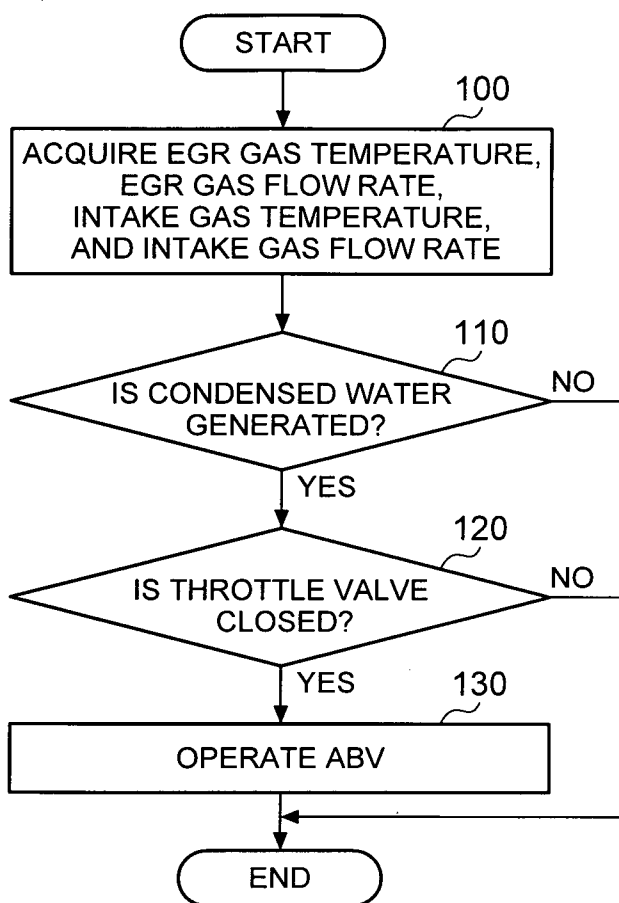 START
100
ACQUIRE EGR GAS TEMPERATURE,
EGR GAS FLOW RATE,
INTAKE GAS TEMPERATURE,
AND INTAKE GAS FLOW RATE
110
IS CONDENSED WATER
GENERATED?
NO
YES
120
IS THROTTLE VALVE
CLOSED?
NO
YES
130
OPERATE ABV
END